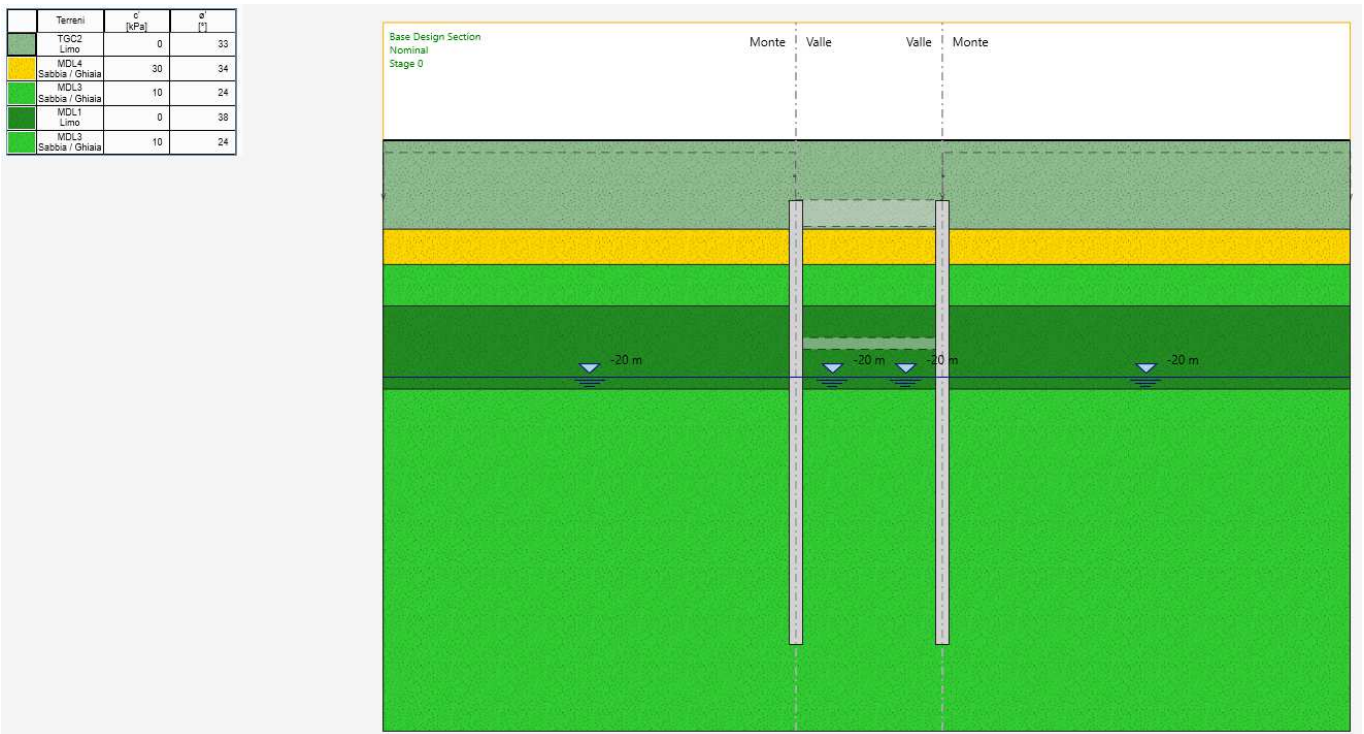 Terreni c' [kPa] ø' [°]
TGC2 Limo 0 33
MDL4 Sabbia / Ghiaia 30 34
MDL3 Sabbia / Ghiaia 10 24
MDL1 Limo 0 38
MDL3 Sabbia / Ghiaia 10 24
Base Design Section
Nominal
Stage 0
Monte Valle Valle Monte
-20 m -20 m -20 m -20 m